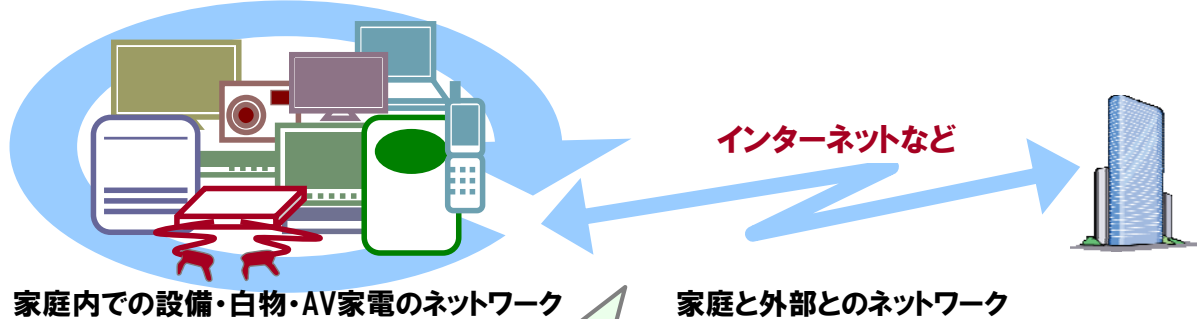 インターネットなど
家庭内での設備・白物・AV家電のネットワーク
家庭と外部とのネットワーク